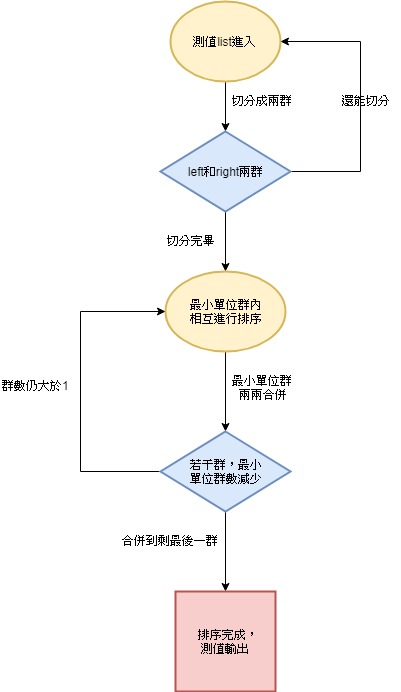 測值list進入
切分成兩群
還能切分
left和right兩群
切分完畢
最小單位群內
相互進行排序
群數仍大於1
最小單位群
兩兩合併
若干群，最小
單位群數減少
合併到剩最後一群
排序完成，
測值輸出